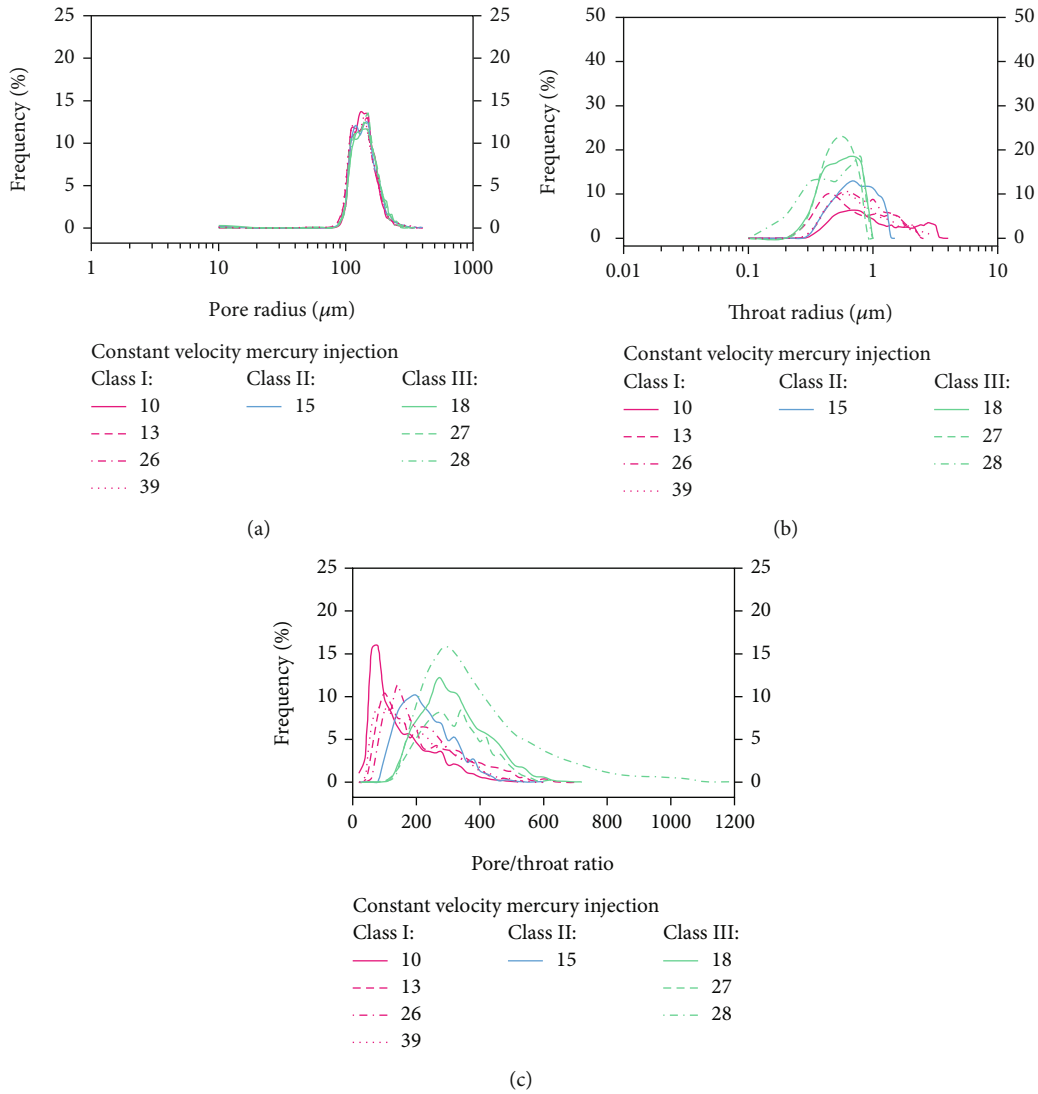 25 25
20 20
15 15
10 10
5 5
0 0
Frequency (%)
1 10 100 1000
Pore radius (μm)
Constant velocity mercury injection
Class I: Class II: Class III:
10 15 18
13 27
26 28
39
(a)
50 50
40 40
30 30
20 20
10 10
0 0
Frequency (%)
0.01 0.1 1 10
Throat radius (μm)
Constant velocity mercury injection
Class I: Class II: Class III:
10 15 18
13 27
26 28
39
(b)
25 25
20 20
15 15
10 10
5 5
0 0
Frequency (%)
0 200 400 600 800 1000 1200
Pore/throat ratio
Constant velocity mercury injection
Class I: Class II: Class III:
10 15 18
13 27
26 28
39
(c)